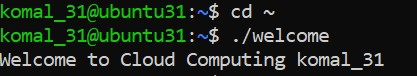 komal_31@ubuntu31:~$ cd ~
komal_31@ubuntu31:~$ ./welcome
Welcome to Cloud Computing komal_31